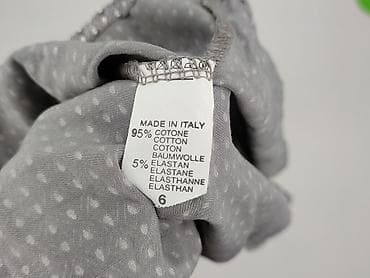 MADE IN ITALY
95% COTONE
COTTON
COTON
BAUMWOLLE
5% ELASTAN
ELASTANE
ELASTHANNE
ELASTHAN
6